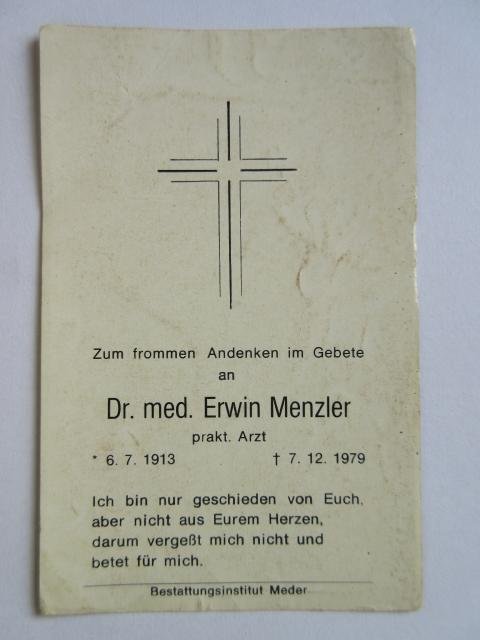 Zum frommen Andenken im Gebete
an
Dr. med. Erwin Menzler
prakt. Arzt
* 6. 7. 1913 † 7. 12. 1979
Ich bin nur geschieden von Euch,
aber nicht aus Eurem Herzen,
darum vergeßt mich nicht und
betet für mich.
Bestattungsinstitut Meder